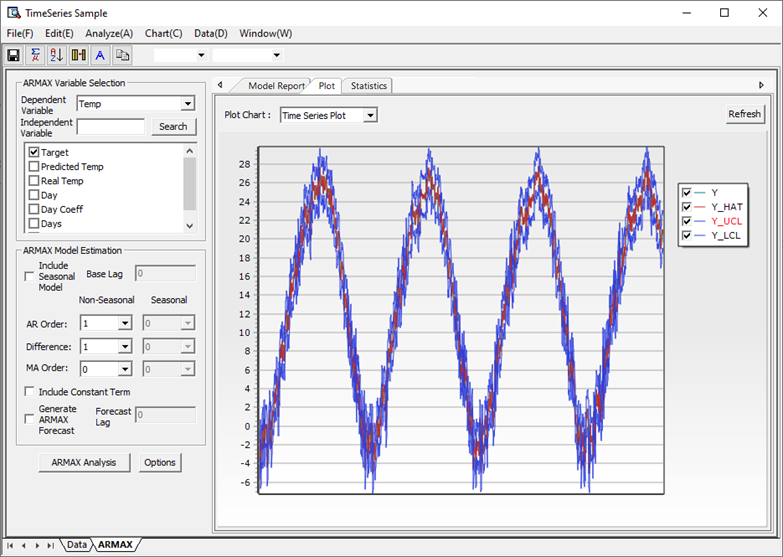 TimeSeries Sample
File(F) Edit(E) Analyze(A) Chart(C) Data(D) Window(W)
ARMAX Variable Selection
Dependent
Variable
Temp
Independent
Variable
Search
Target
Predicted Temp
Real Temp
Day
Day Coeff
Days
ARMAX Model Estimation
Include
Seasonal
Model
Base Lag
0
Non-Seasonal Seasonal
AR Order: 1 0
Difference: 1 0
MA Order: 0 0
Include Constant Term
Generate
ARMAX
Forecast
Forecast
Lag
0
ARMAX Analysis Options
Model Report Plot Statistics
Plot Chart : Time Series Plot Refresh
28
26
24
22
20
18
16
14
12
10
8
6
4
2
0
-2
-4
-6
Y
Y_HAT
Y_UCL
Y_LCL
Data ARMAX